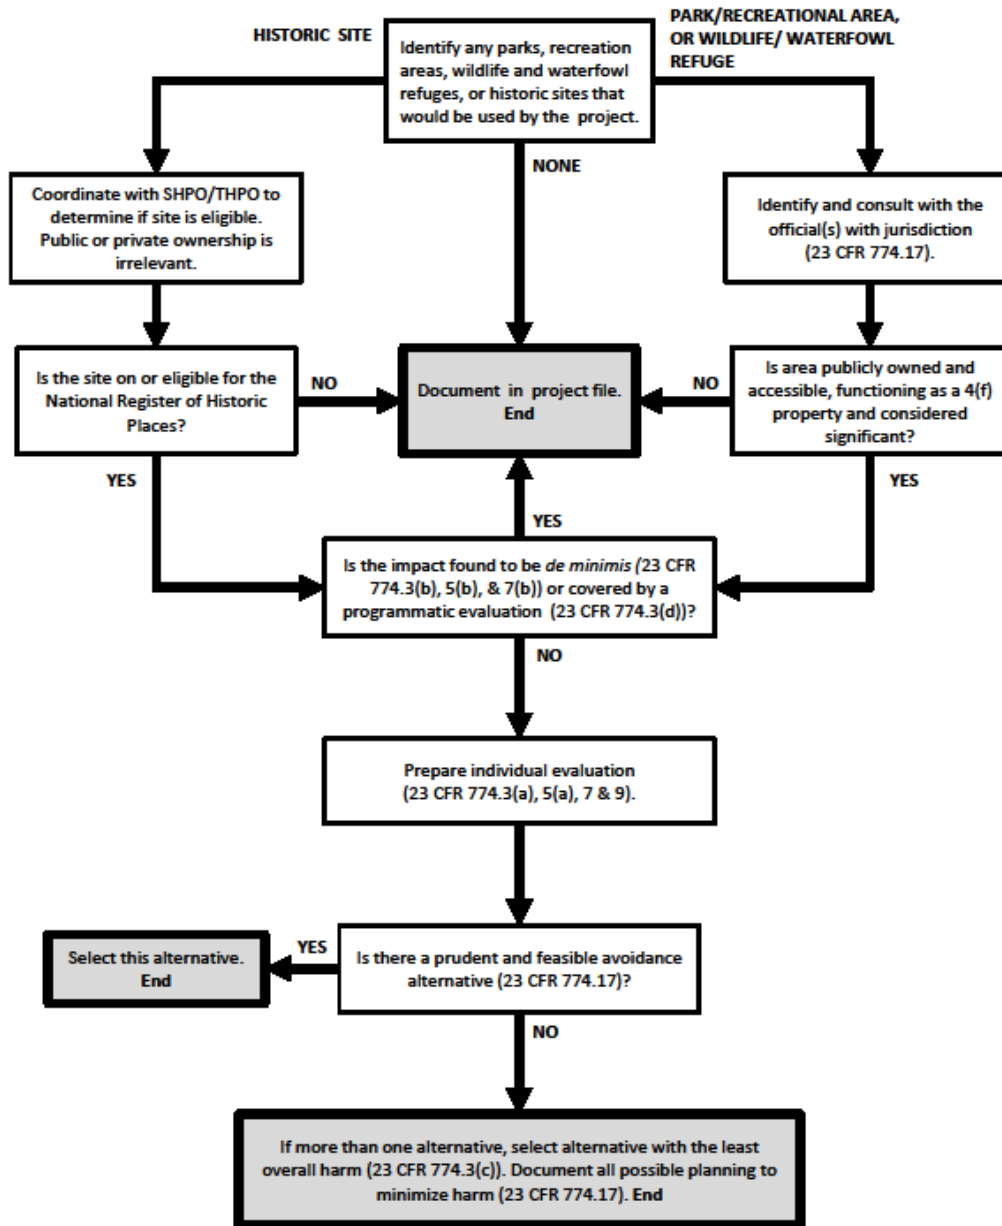 HISTORIC SITE
PARK/RECREATIONAL AREA,
OR WILDLIFE/ WATERFOWL
REFUGE
Identify any parks, recreation
areas, wildlife and waterfowl
refuges, or historic sites that
would be used by the project.
NONE
Coordinate with SHPO/THPO to
determine if site is eligible.
Public or private ownership is
irrelevant.
Identify and consult with the
official(s) with jurisdiction
(23 CFR 774.17).
Is the site on or eligible for the
National Register of Historic
Places?
NO
Document in project file.
End
NO
Is area publicly owned and
accessible, functioning as a 4(f)
property and considered
significant?
YES
YES
YES
Is the impact found to be de minimis (23 CFR
774.3(b), 5(b), & 7(b)) or covered by a
programmatic evaluation (23 CFR 774.3(d))?
NO
Prepare individual evaluation
(23 CFR 774.3(a), 5(a), 7 & 9).
Select this alternative.
End
YES
Is there a prudent and feasible avoidance
alternative (23 CFR 774.17)?
NO
If more than one alternative, select alternative with the least
overall harm (23 CFR 774.3(c)). Document all possible planning to
minimize harm (23 CFR 774.17). End